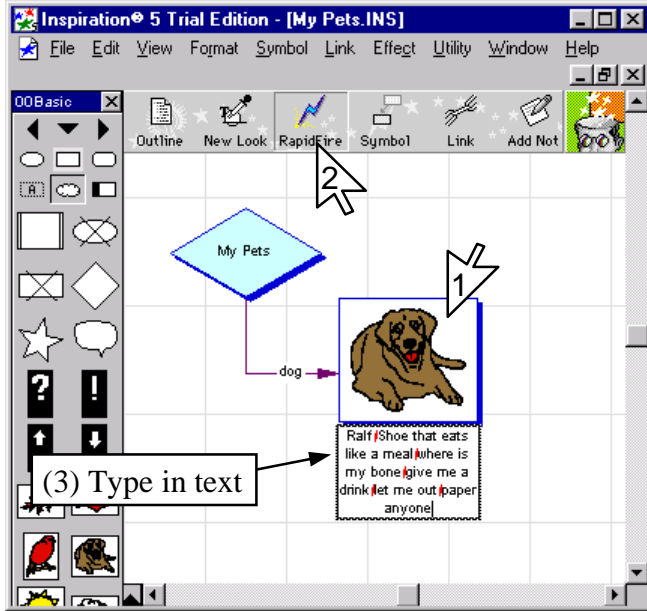 Inspiration® 5 Trial Edition - [My Pets.INS]
File Edit View Format Symbol Link Effect Utility Window Help
00Basic
Outline New Look RapidFire Symbol Link Add Not
A
2
My Pets
1
dog
?
!
Ralf Shoe that eats
like a meal where is
my bone give me a
drink let me out paper
anyone
(3) Type in text